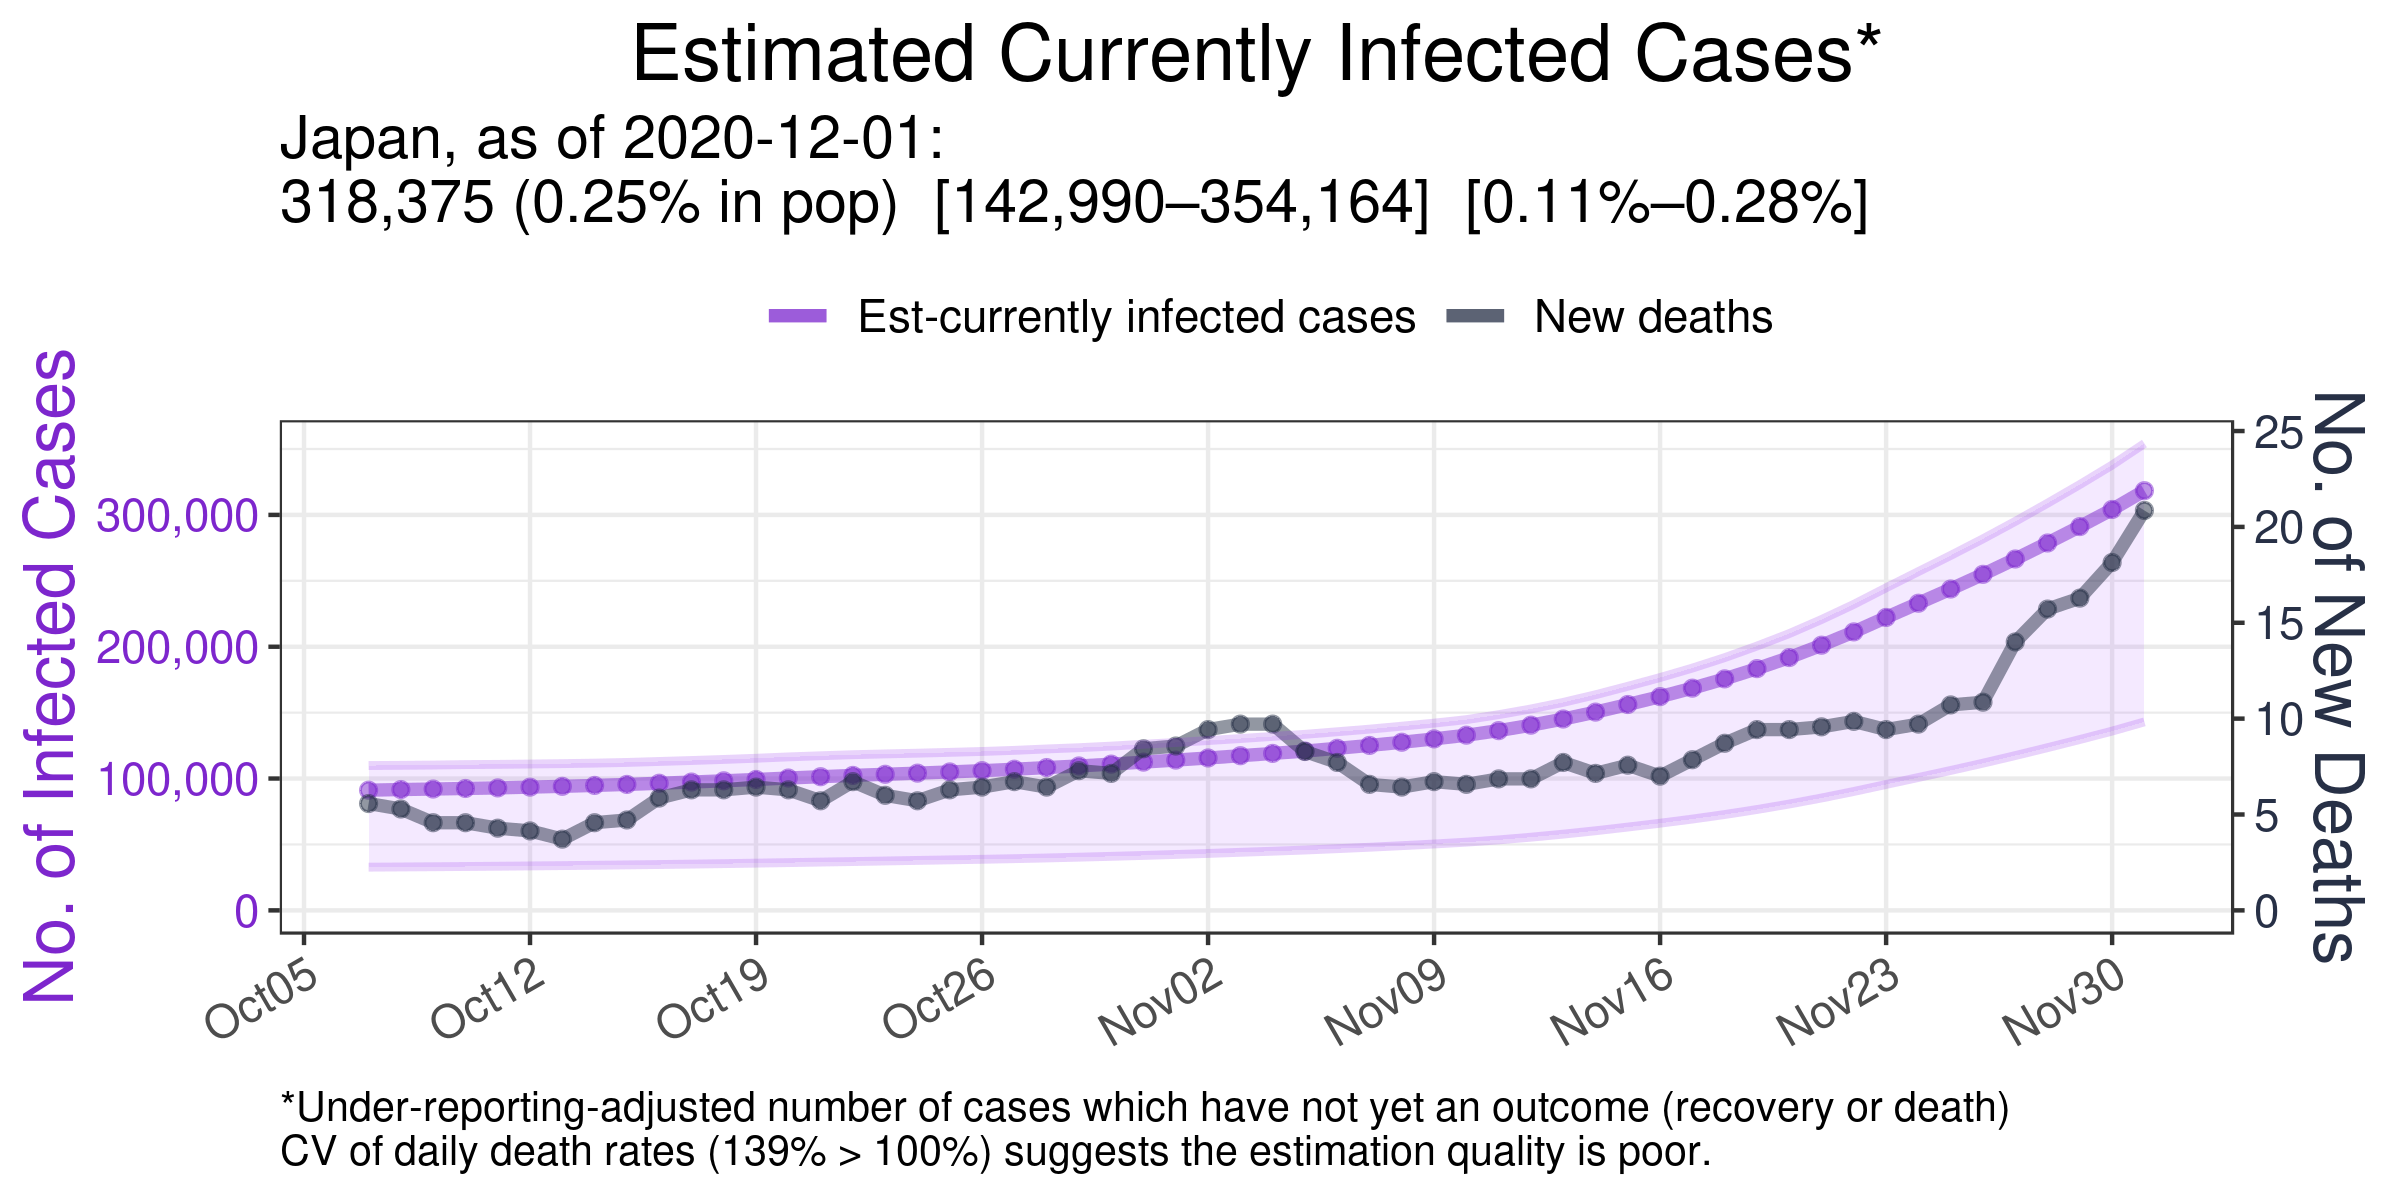 Estimated Currently Infected Cases*
Japan, as of 2020-12-01:
318,375 (0.25% in pop)  [142,990–354,164]  [0.11%–0.28%]
Est-currently infected cases
New deaths
No. of Infected Cases
300,000
200,000
100,000
0
25
20
15
10
5
0
No. of New Deaths
Oct05
Oct12
Oct19
Oct26
Nov02
Nov09
Nov16
Nov23
Nov30
*Under-reporting-adjusted number of cases which have not yet an outcome (recovery or death)
CV of daily death rates (139% > 100%) suggests the estimation quality is poor.